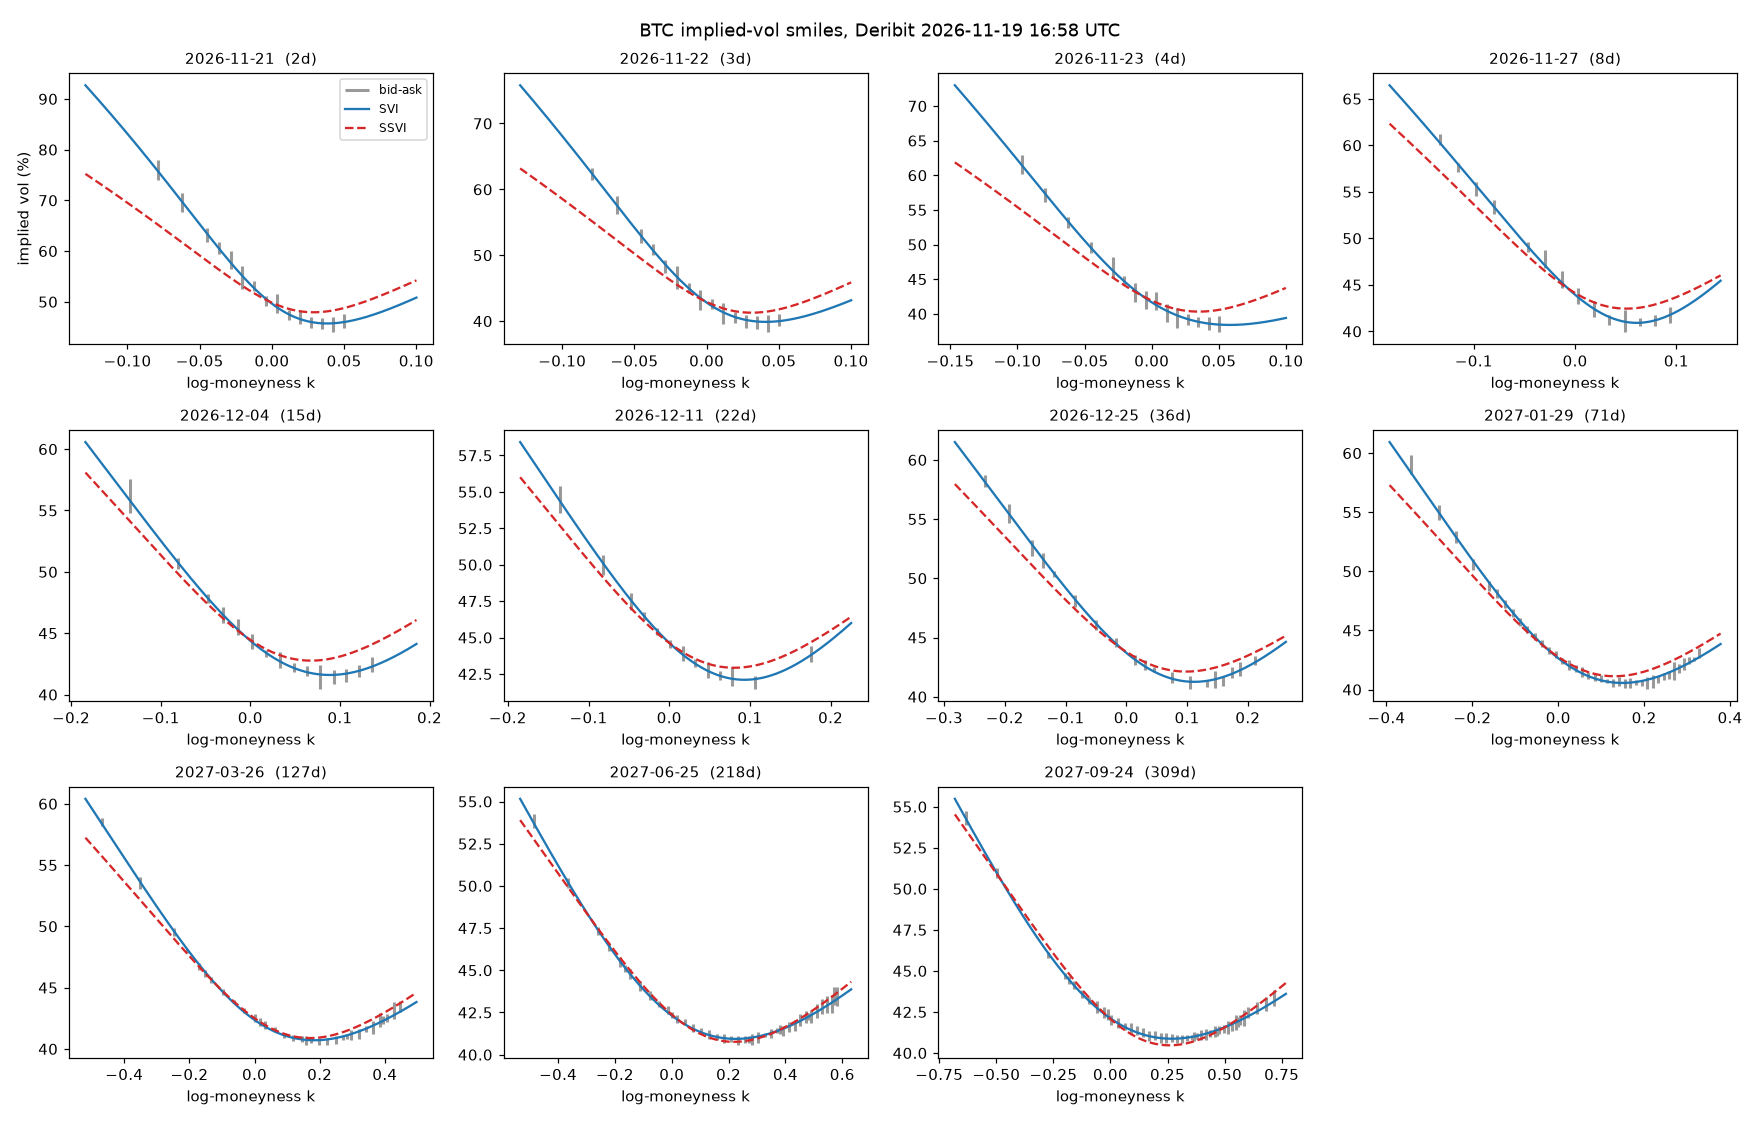 BTC implied-vol smiles, Deribit 2026-11-19 16:58 UTC
2026-11-21 (2d)
implied vol (%)
90
80
70
60
50
bid-ask
SVI
SSVI
−0.10 −0.05 0.00 0.05 0.10
log-moneyness k
2026-11-22 (3d)
70
60
50
40
−0.10 −0.05 0.00 0.05 0.10
log-moneyness k
2026-11-23 (4d)
70
65
60
55
50
45
40
−0.15 −0.10 −0.05 0.00 0.05 0.10
log-moneyness k
2026-11-27 (8d)
65
60
55
50
45
40
−0.1 0.0 0.1
log-moneyness k
2026-12-04 (15d)
60
55
50
45
40
−0.2 −0.1 0.0 0.1 0.2
log-moneyness k
2026-12-11 (22d)
57.5
55.0
52.5
50.0
47.5
45.0
42.5
−0.2 −0.1 0.0 0.1 0.2
log-moneyness k
2026-12-25 (36d)
60
55
50
45
40
−0.3 −0.2 −0.1 0.0 0.1 0.2
log-moneyness k
2027-01-29 (71d)
60
55
50
45
40
−0.4 −0.2 0.0 0.2 0.4
log-moneyness k
2027-03-26 (127d)
60
55
50
45
40
−0.4 −0.2 0.0 0.2 0.4
log-moneyness k
2027-06-25 (218d)
55.0
52.5
50.0
47.5
45.0
42.5
40.0
−0.4 −0.2 0.0 0.2 0.4 0.6
log-moneyness k
2027-09-24 (309d)
55.0
52.5
50.0
47.5
45.0
42.5
40.0
−0.75 −0.50 −0.25 0.00 0.25 0.50 0.75
log-moneyness k